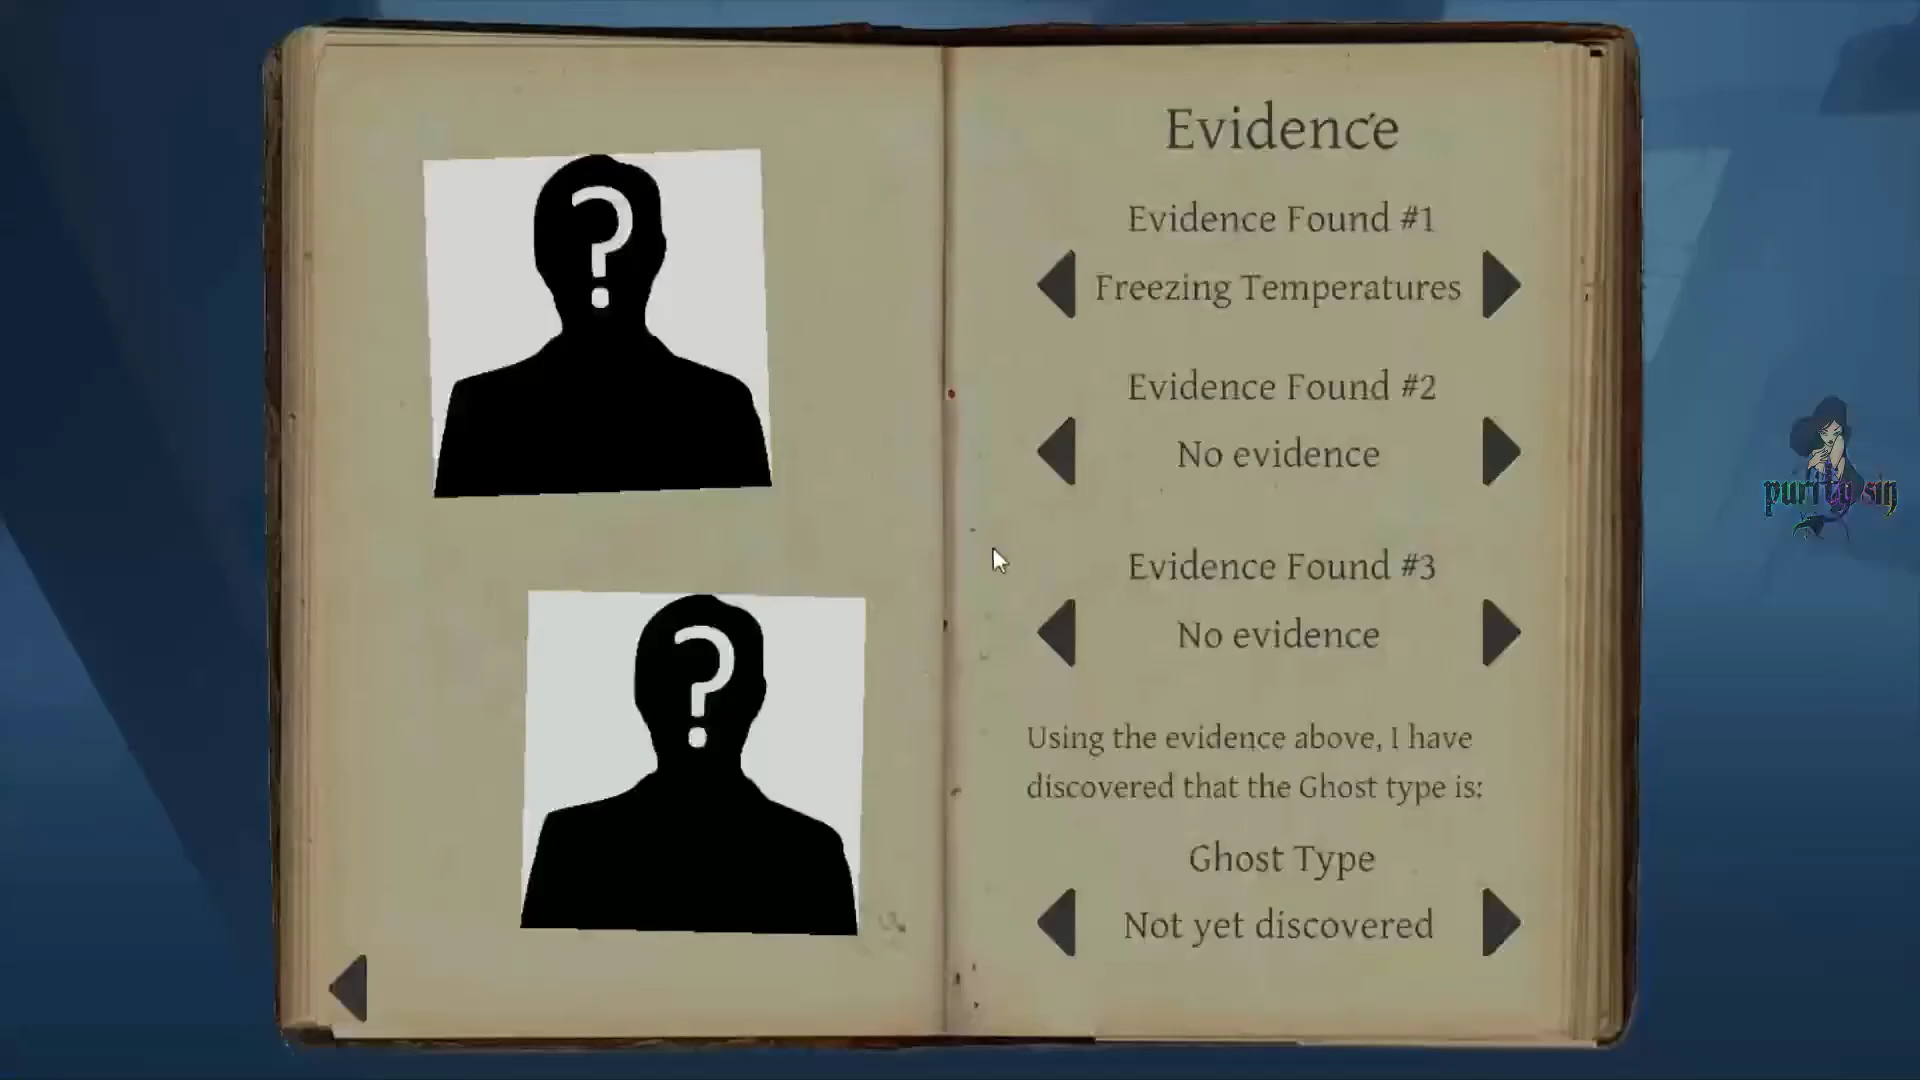 Evidence
Evidence Found #1
Freezing Temperatures
Evidence Found #2
No evidence
Evidence Found #3
No evidence
Using the evidence above, I have
discovered that the Ghost type is:
Ghost Type
Not yet discovered
purity sin